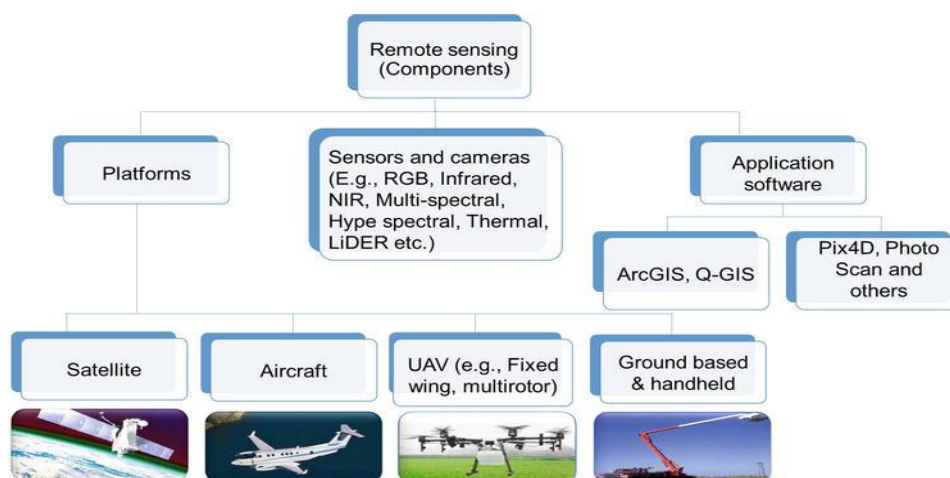 Remote sensing
(Components)
Platforms
Sensors and cameras
(E.g., RGB, Infrared,
NIR, Multi-spectral,
Hype spectral, Thermal,
LiDER etc.)
Application
software
ArcGIS, Q-GIS
Pix4D, Photo
Scan and
others
Satellite
Aircraft
UAV (e.g., Fixed
wing, multirotor)
Ground based
& handheld